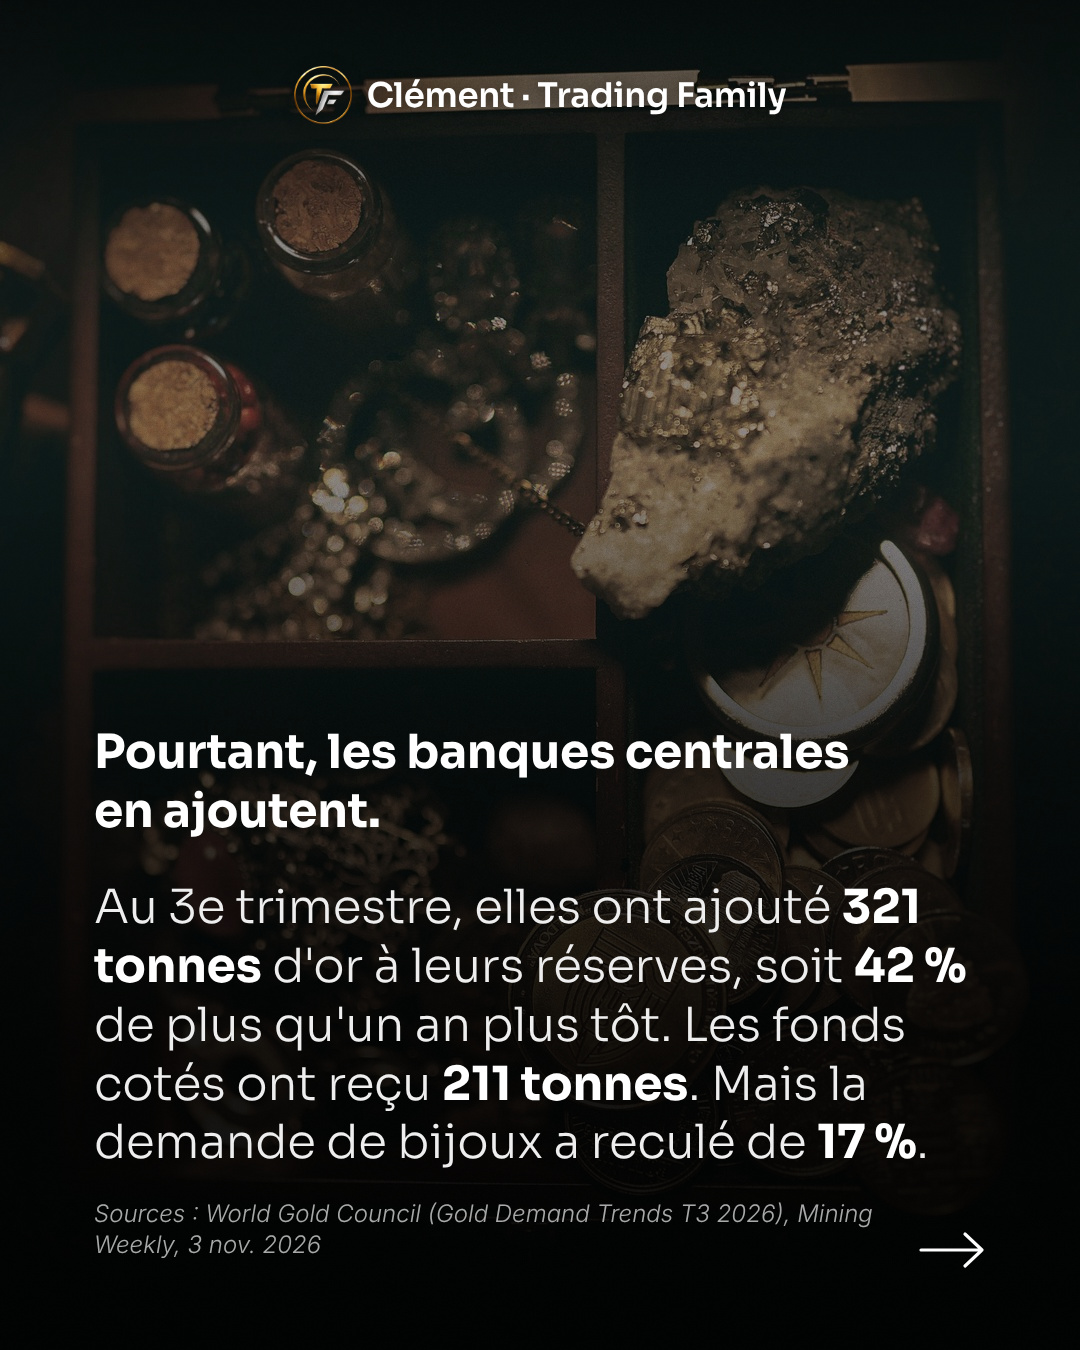 TF
Clément · Trading Family
Pourtant, les banques centrales
en ajoutent.
Au 3e trimestre, elles ont ajouté 321
tonnes d'or à leurs réserves, soit 42 %
de plus qu'un an plus tôt. Les fonds
cotés ont reçu 211 tonnes. Mais la
demande de bijoux a reculé de 17 %.
Sources : World Gold Council (Gold Demand Trends T3 2026), Mining
Weekly, 3 nov. 2026